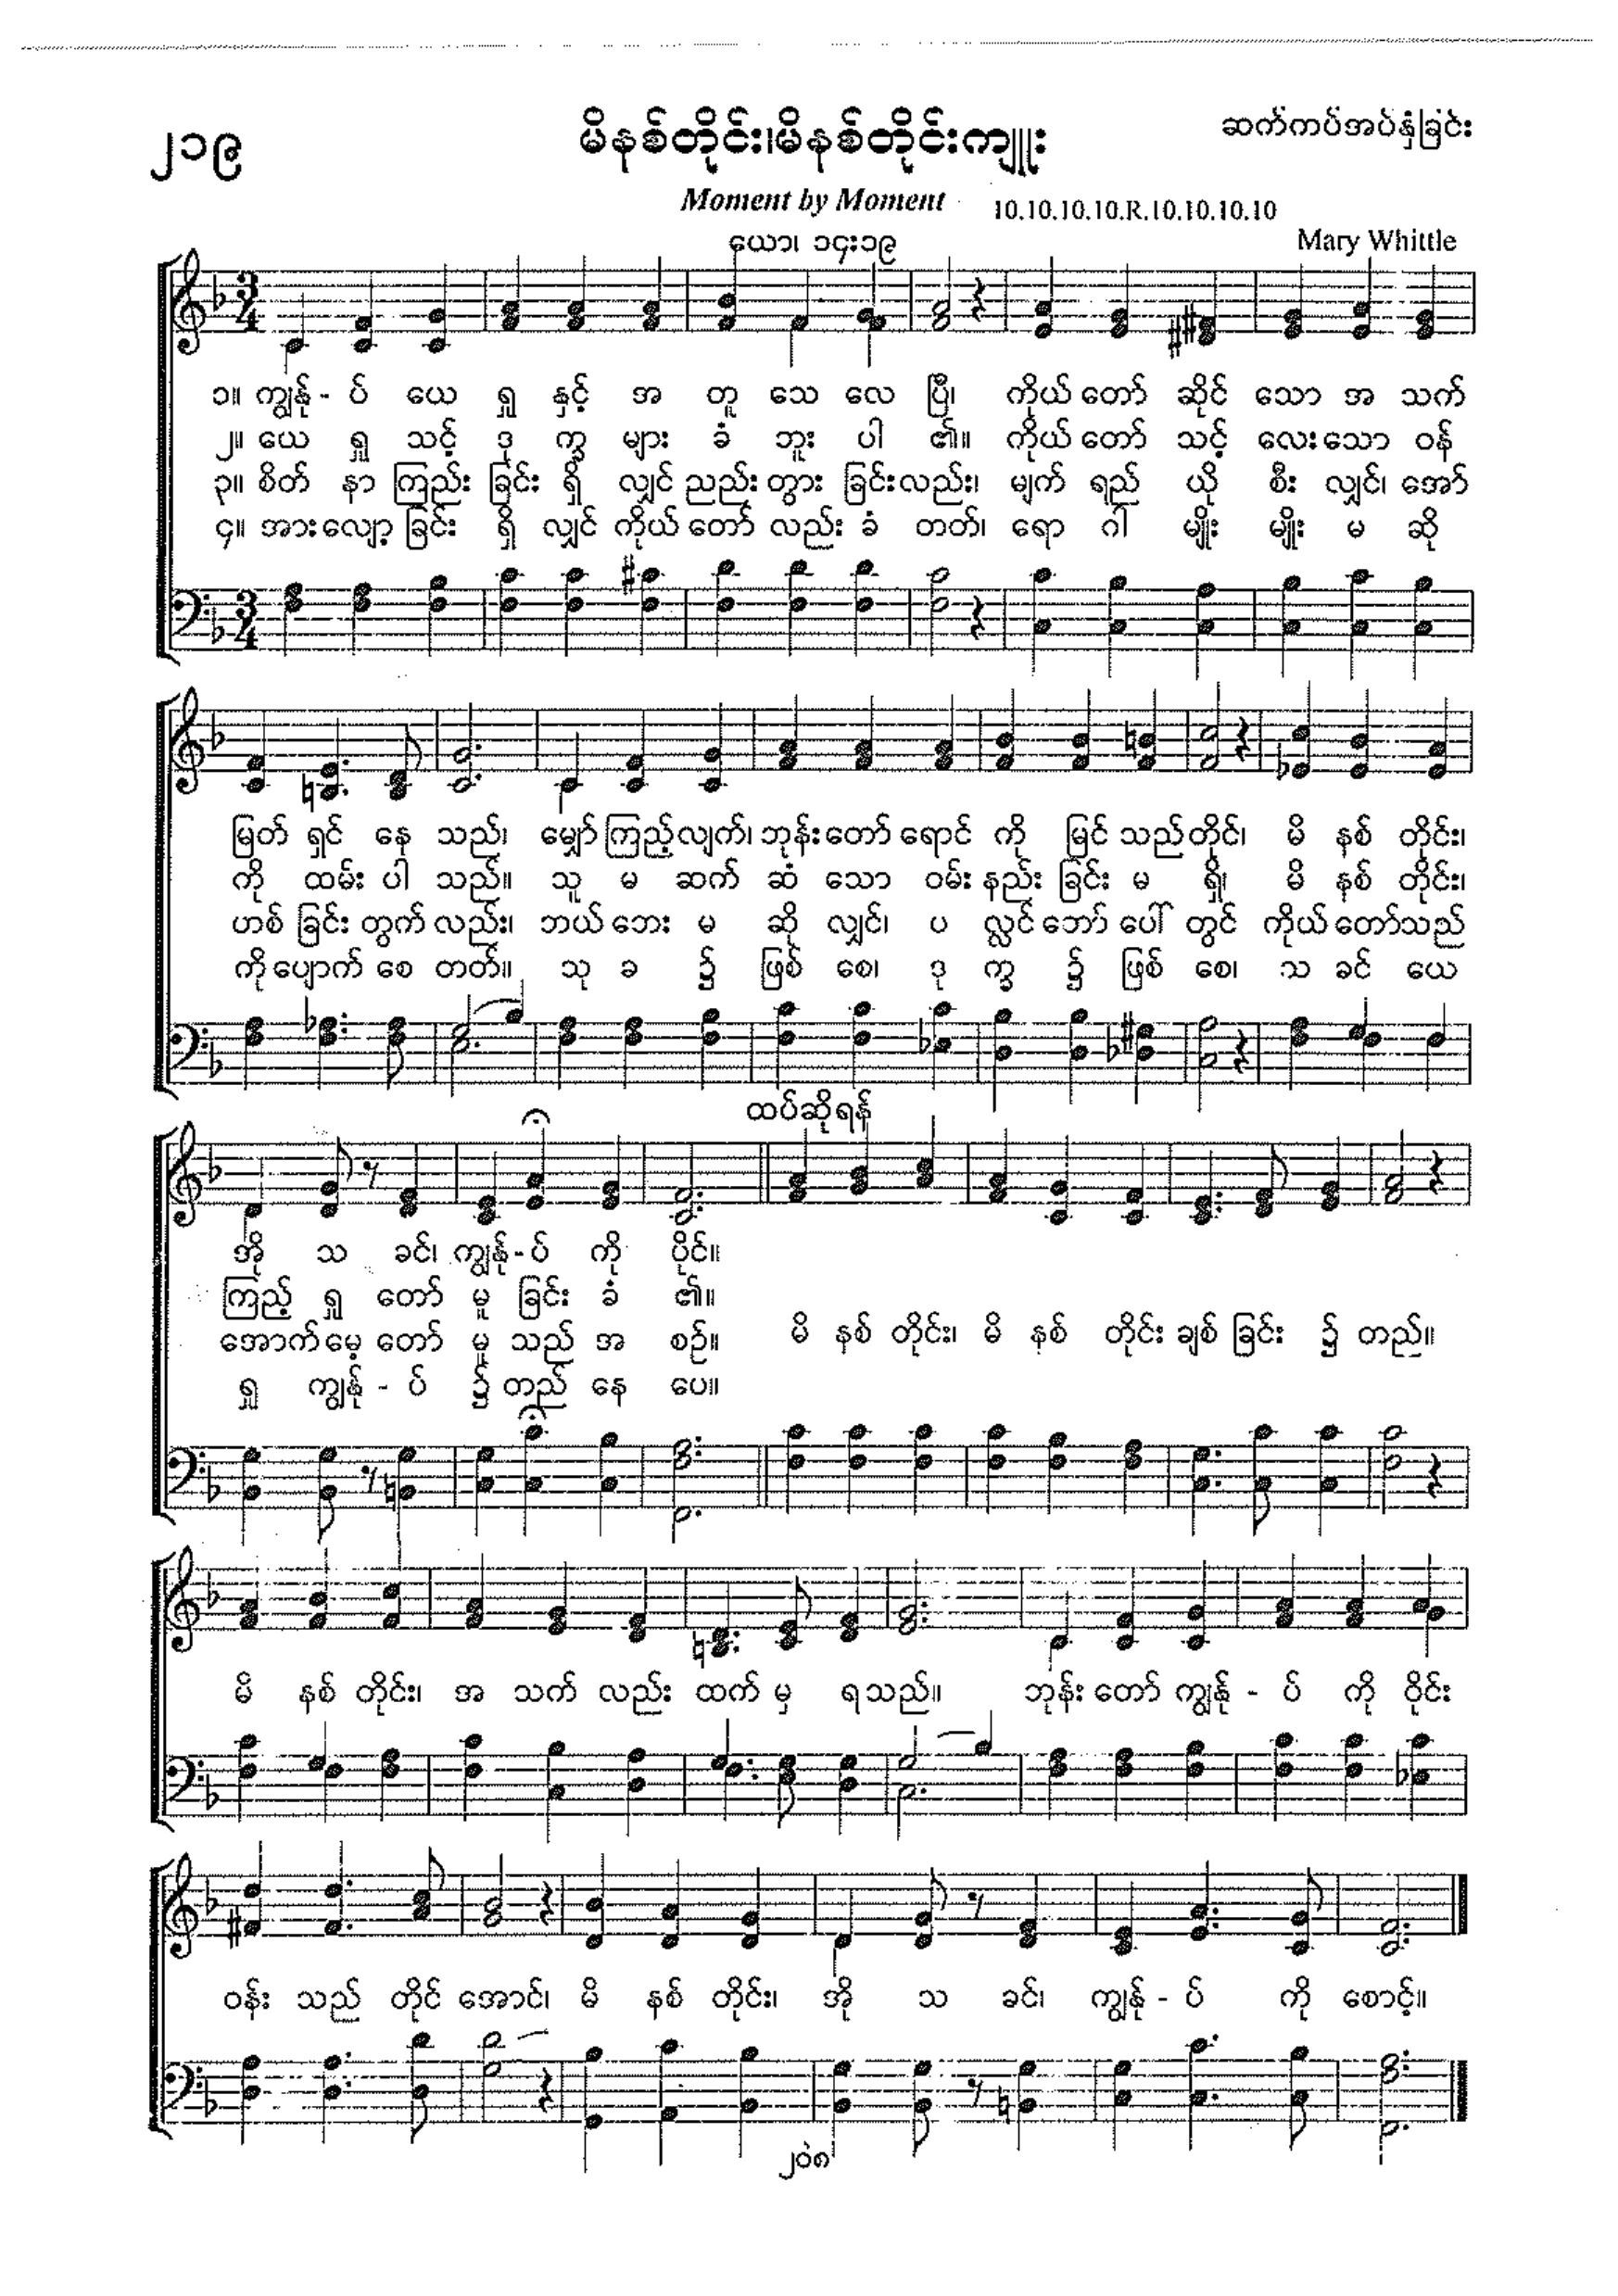 ၂၁၉
မိနစ်တိုင်း၊မိနစ်တိုင်းကျူး
ဆက်ကပ်အပ်နှံခြင်း
Moment by Moment
10.10.10.10.R.10.10.10.10
ယော၊ ၁၄း၁၉
Mary Whittle
၁။ ကျွန်ု- ပ် ယေ ရှု နှင့် အ တူ သေ လေ ပြီ၊ ကိုယ် တော် ဆိုင် သော အ သက်
၂။ ယေ ရှု သင့် ဒု က္ခ များ ခံ ဘူး ပါ ၏။ ကိုယ် တော် သင့် လေး သော ဝန်
၃။ စိတ် နာ ကြည်း ခြင်း ရှိ လျှင် ညည်း တွား ခြင်း လည်း၊ မျက် ရည် ယို စီး လျှင်၊ အော်
၄။ အား လျော့ ခြင်း ရှိ လျှင် ကိုယ် တော် လည်း ခံ တတ်၊ ရော ဂါ မျိုး မျိုး မ ဆို
မြတ် ရှင် နေ သည်၊ မျှော် ကြည့် လျက်၊ ဘုန်း တော် ရောင် ကို မြင် သည် တိုင်၊ မိ နစ် တိုင်း၊
ကို ထမ်း ပါ သည်။ သူ မ ဆက် ဆံ သော ဝမ်း နည်း ခြင်း မ ရှိ၊ မိ နစ် တိုင်း၊
ဟစ် ခြင်း တွက် လည်း၊ ဘယ် ဘေး မ ဆို လျှင်၊ ပ လ္လင် ဘော် ပေါ် တွင် ကိုယ် တော် သည်
ကို ပျောက် စေ တတ်။ သု ခ ၌ ဖြစ် စေ၊ ဒု က္ခ ၌ ဖြစ် စေ၊ သ ခင် ယေ
ထပ်ဆိုရန်
အို သ ခင်၊ ကျွန်ုပ် - ပ် ကို ပိုင်။
ကြည့် ရှု တော် မူ ခြင်း ခံ ၏။
အောက် မေ့ တော် မူ သည် အ စဉ်။ မိ နစ် တိုင်း၊ မိ နစ် တိုင်း ချစ် ခြင်း ၌ တည်။
ရှု ကျွန်ုပ် - ပ် ၌ တည် နေ ပေ။
မိ နစ် တိုင်း၊ အ သက် လည်း ထက် မှ ရ သည်။ ဘုန်း တော် ကျွန်ုပ် - ပ် ကို ဝိုင်း
ဝန်း သည် တိုင် အောင်၊ မိ နစ် တိုင်း၊ အို သ ခင်၊ ကျွန်ုပ် - ပ် ကို စောင့်။
၂၀၈